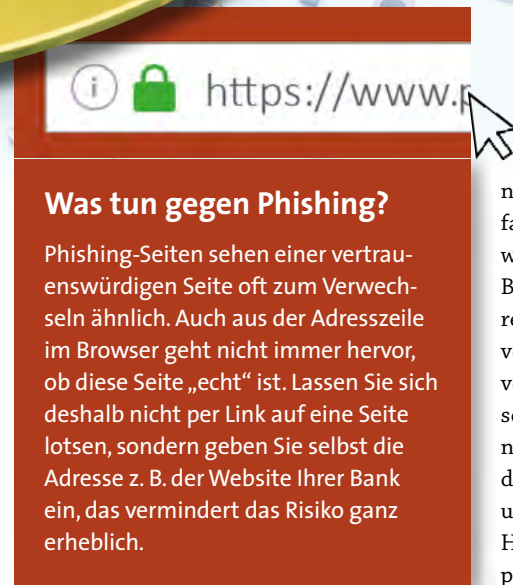 https://www.p
Was tun gegen Phishing?
Phishing-Seiten sehen einer vertrau-
enswürdigen Seite oft zum Verwech-
seln ähnlich. Auch aus der Adresszeile
im Browser geht nicht immer hervor,
ob diese Seite „echt“ ist. Lassen Sie sich
deshalb nicht per Link auf eine Seite
lotsen, sondern geben Sie selbst die
Adresse z. B. der Website Ihrer Bank
ein, das vermindert das Risiko ganz
erheblich.